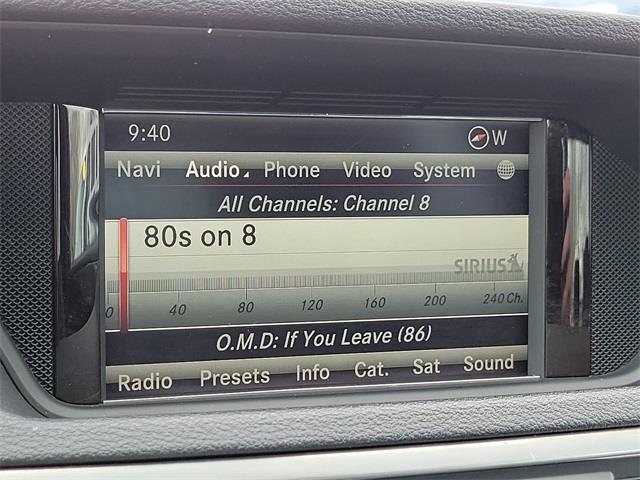 9:40 W
Navi Audio Phone Video System
All Channels: Channel 8
80s on 8
SIRIUS
0 40 80 120 160 200 240 Ch.
O.M.D: If You Leave (86)
Radio Presets Info Cat. Sat Sound